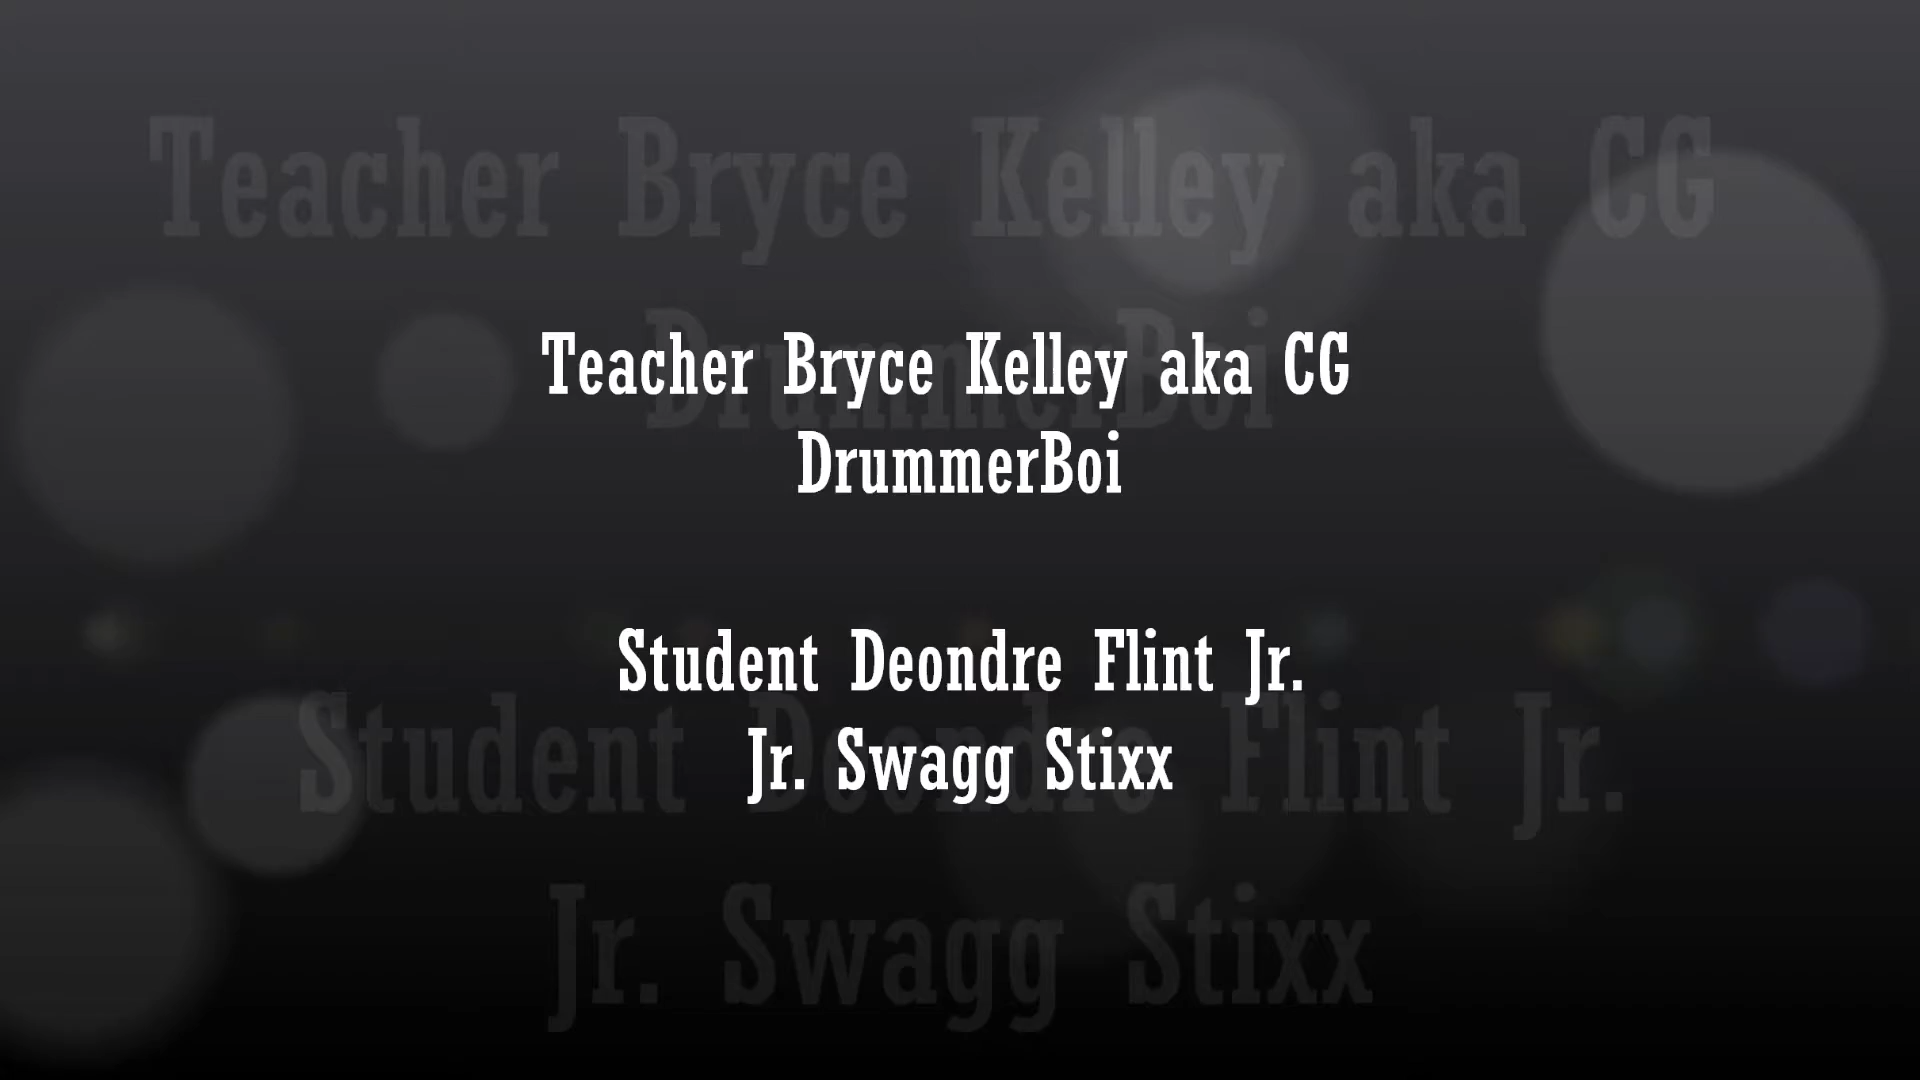 Teacher Bryce Kelley aka CG
DrummerBoi
Student Deondre Flint Jr.
Jr. Swagg Stixx